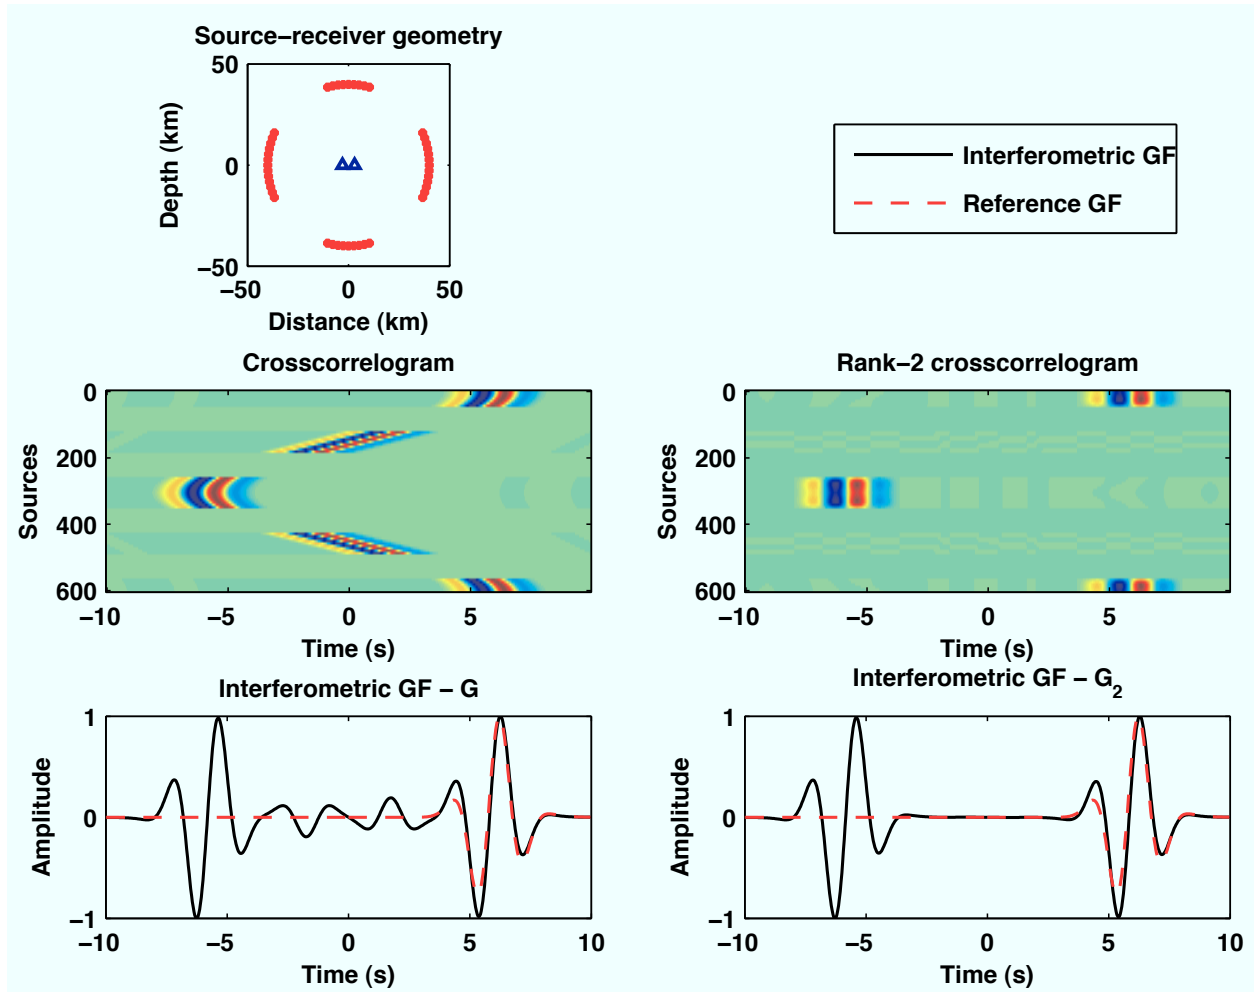 Source−receiver geometry
50
0
−50
Depth (km)
−50 0 50
Distance (km)
Interferometric GF
Reference GF
Crosscorrelogram
0
200
400
600
Sources
−10 −5 0 5
Time (s)
Rank−2 crosscorrelogram
0
200
400
600
Sources
−10 −5 0 5
Time (s)
Interferometric GF − G
1
0
−1
Amplitude
−10 −5 0 5 10
Time (s)
Interferometric GF − G2
1
0
−1
Amplitude
−10 −5 0 5 10
Time (s)